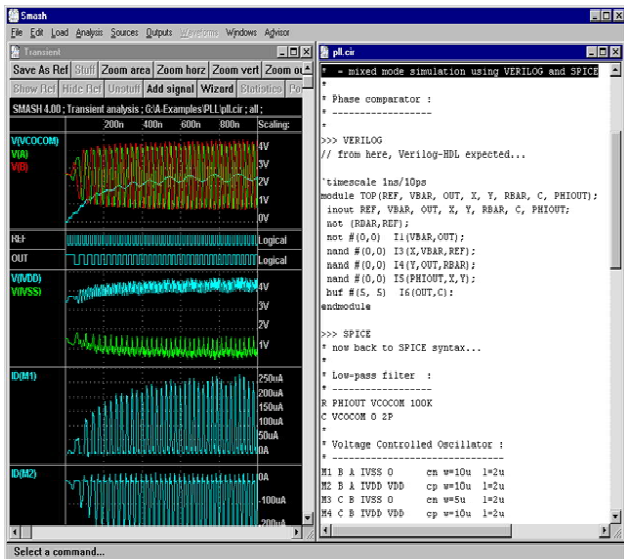 Smash
File Edit Load Analysis Sources Outputs Waveforms Windows Advisor
Transient
Save As Ref Stuff Zoom area Zoom horz Zoom vert Zoom ou
Show Ref Hide Ref Unstuff Add signal Wizard Statistics Po
SMASH 4.00 ; Transient analysis ; G:\A-Examples\PLL\pll.cir ; all ;
200n 400n 600n 800n Scaling:
V(VCOCOM)
V(A)
V(B)
4V
3V
2V
1V
0V
REF Logical
OUT Logical
V(IVDD)
V(IVSS)
4V
3V
2V
1V
ID(M1)
250uA
200uA
150uA
100uA
50uA
0A
ID(M2)
0A
-100uA
-200uA
pll.cir
* - mixed mode simulation using VERILOG and SPICE
*
* Phase comparator :
* ------------------
*
>>> VERILOG
// from here, Verilog-HDL expected...
`timescale 1ns/10ps
module TOP(REF, VBAR, OUT, X, Y, RBAR, C, PHIOUT);
inout REF, VBAR, OUT, X, Y, RBAR, C, PHIOUT;
not (RBAR,REF);
not #(0,0) I1(VBAR,OUT);
nand #(0,0) I3(X,VBAR,REF);
nand #(0,0) I4(Y,OUT,RBAR);
nand #(0,0) I5(PHIOUT,X,Y);
buf #(5, 5) I6(OUT,C);
endmodule
>>> SPICE
* now back to SPICE syntax...
*
* Low-pass filter :
* ------------------
R PHIOUT VCOCOM 100K
C VCOCOM 0 2P
*
* Voltage Controlled Oscillator :
* -------------------------
M1 B A IVSS 0 cn w=10u l=2u
M2 B A IVDD VDD cp w=10u l=2u
M3 C B IVSS 0 cn w=5u l=2u
M4 C B IVDD VDD cp w=10u l=2u
Select a command...